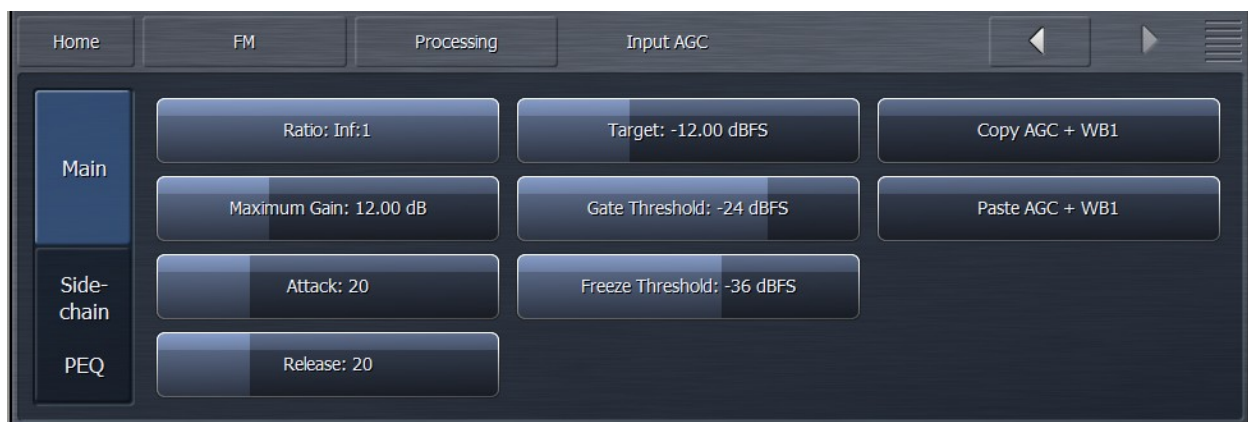 Home
FM
Processing
Input AGC
Main
Side-
chain
PEQ
Ratio: Inf:1
Target: -12.00 dBFS
Copy AGC + WB1
Maximum Gain: 12.00 dB
Gate Threshold: -24 dBFS
Paste AGC + WB1
Attack: 20
Freeze Threshold: -36 dBFS
Release: 20